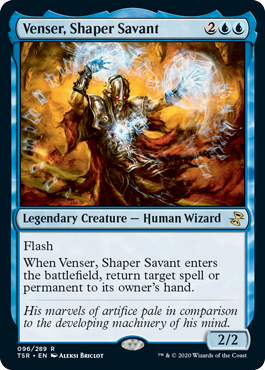 Venser, Shaper Savant 2
Legendary Creature — Human Wizard
Flash
When Venser, Shaper Savant enters
the battlefield, return target spell or
permanent to its owner's hand.
His marvels of artifice pale in comparison
to the developing machinery of his mind.
2/2
096/289 R
TSR • EN Aleksi Briclot
™ & © 2020 Wizards of the Coast